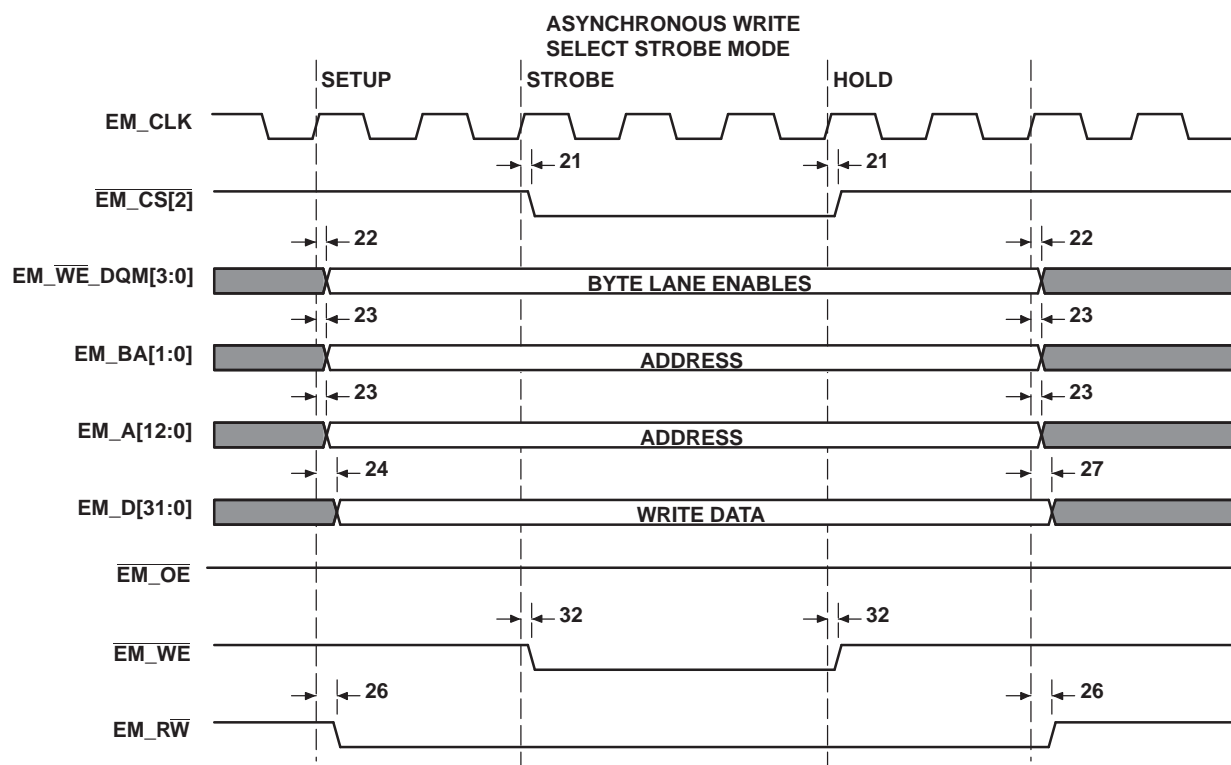 ASYNCHRONOUS WRITE
SELECT STROBE MODE
SETUP STROBE HOLD
EM_CLK
21 21
EM_CS[2]
22 22
EM_WE_DQM[3:0] BYTE LANE ENABLES
23 23
EM_BA[1:0] ADDRESS
23 23
EM_A[12:0] ADDRESS
24 27
EM_D[31:0] WRITE DATA
EM_OE
32 32
EM_WE
26 26
EM_RW